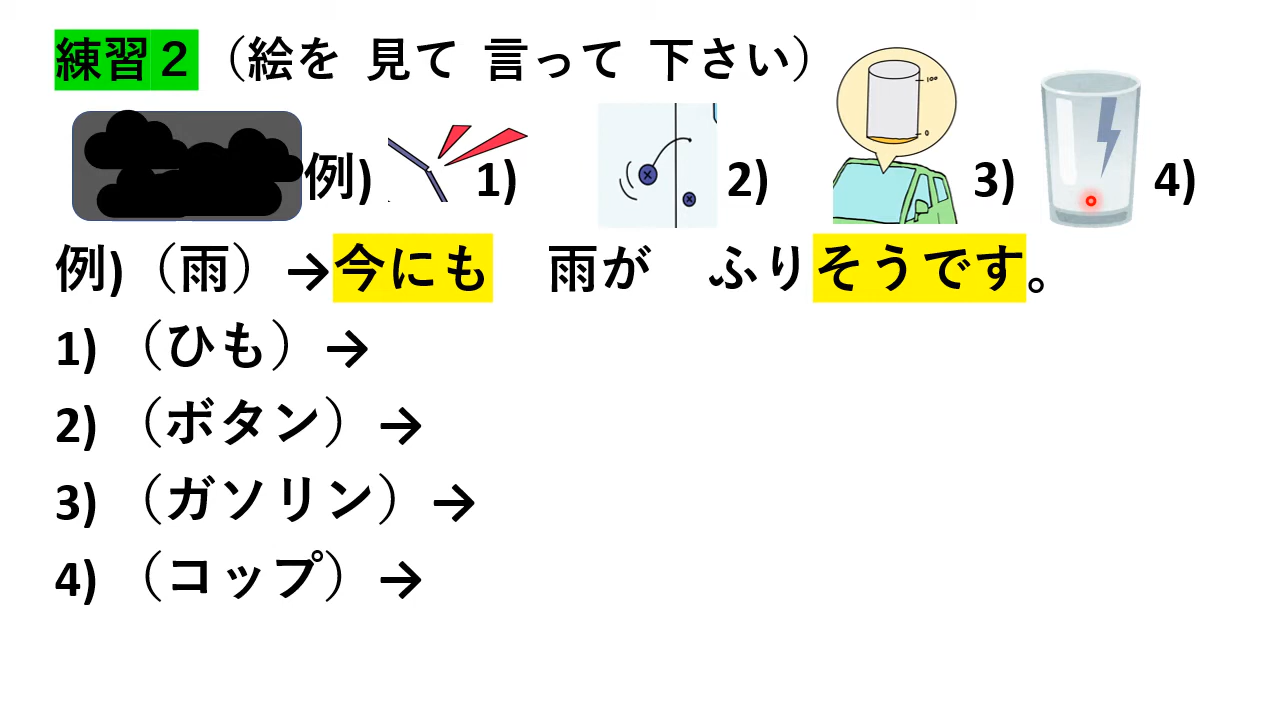 練習２（絵を 見て 言って 下さい）
例) 1) 2) 3) 4)
100
0
例)（雨）→今にも　雨が　ふりそうです。
1) （ひも）→
2) （ボタン）→
3) （ガソリン）→
4) （コップ）→